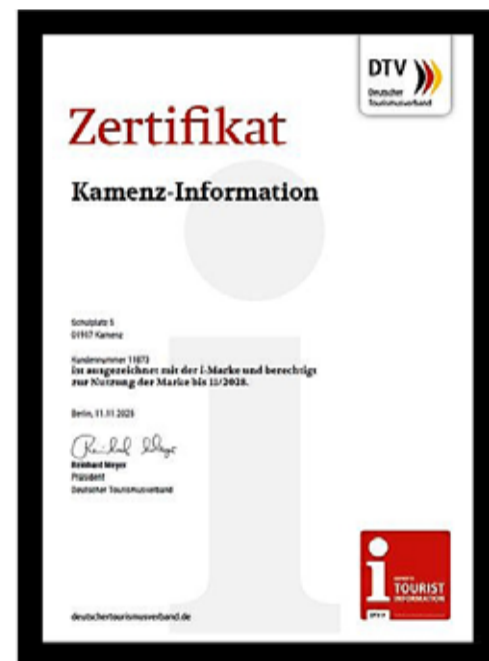 DTV
Deutscher
Tourismusverband
Zertifikat
Kamenz-Information
Schulplatz 5
01917 Kamenz
Kundennummer 11873
ist ausgezeichnet mit der i-Marke und berechtigt
zur Nutzung der Marke bis 11/2028.
Berlin, 11.11.2025
Reinhard Meyer
Präsident
Deutscher Tourismusverband
i
TOURIST
INFORMATION
deutschertourismusverband.de